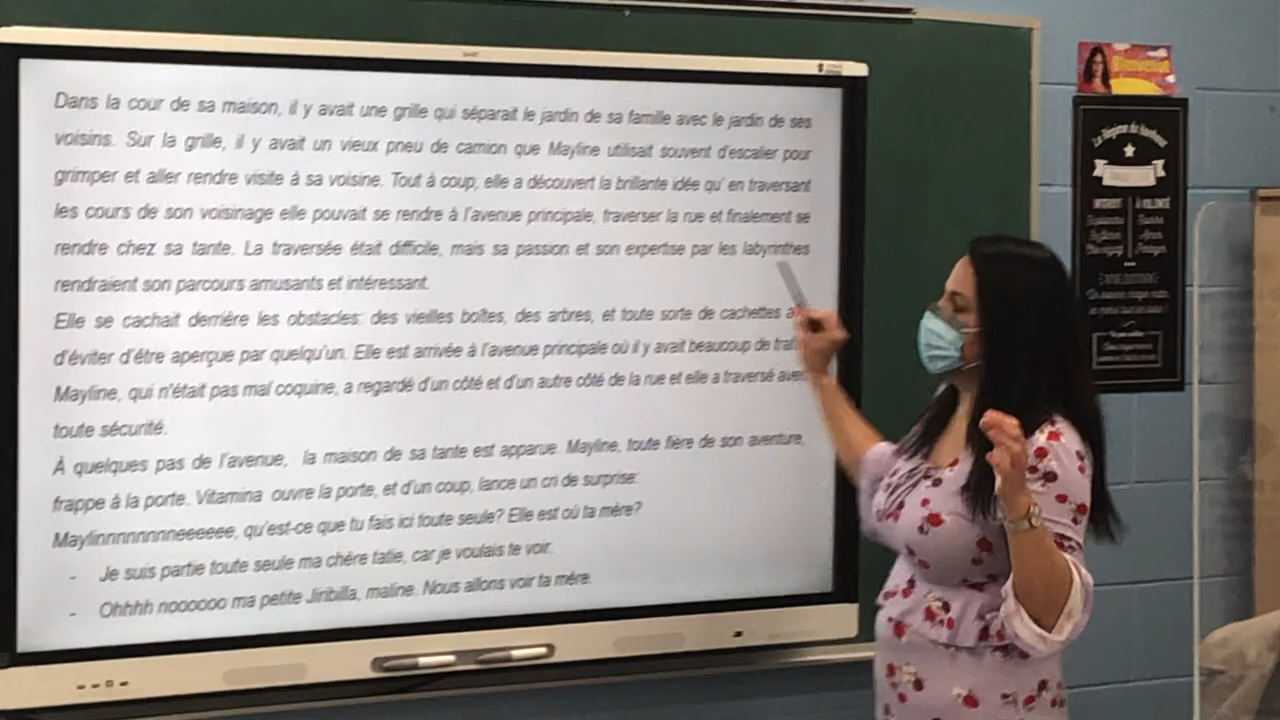 Dans la cour de sa maison, il y avait une grille qui séparait le jardin de sa famille avec le jardin de ses
voisins. Sur la grille, il y avait un vieux pneu de camion que Mayline utilisait souvent d'escalier pour
grimper et aller rendre visite à sa voisine. Tout à coup, elle a découvert la brillante idée qu' en traversant
les cours de son voisinage elle pouvait se rendre à l'avenue principale, traverser la rue et finalement se
rendre chez sa tante. La traversée était difficile, mais sa passion et son expertise par les labyrinthes
rendraient son parcours amusants et intéressant.
Elle se cachait derrière les obstacles: des vieilles boîtes, des arbres, et toute sorte de cachettes
d'éviter d'être aperçue par quelqu'un. Elle est arrivée à l'avenue principale où il y avait beaucoup de
Mayline, qui n'était pas mal coquine, a regardé d'un côté et d'un autre côté de la rue et elle a traversé
toute sécurité.
À quelques pas de l'avenue, la maison de sa tante est apparue. Mayline, toute fière de son aventure,
frappe à la porte. Vitamina ouvre la porte, et d'un coup, lance un cri de surprise:
Maylinnnnnnnnneeeeee, qu'est-ce que tu fais ici toute seule? Elle est où ta mère?
- Je suis partie toute seule ma chère tatie, car je voulais te voir.
- Ohhhh noooooo ma petite Jiribilla, maline. Nous allons voir ta mère.
Bienvenue
Le Régime du Bonheur
INTERDIT À VOLONTÉ